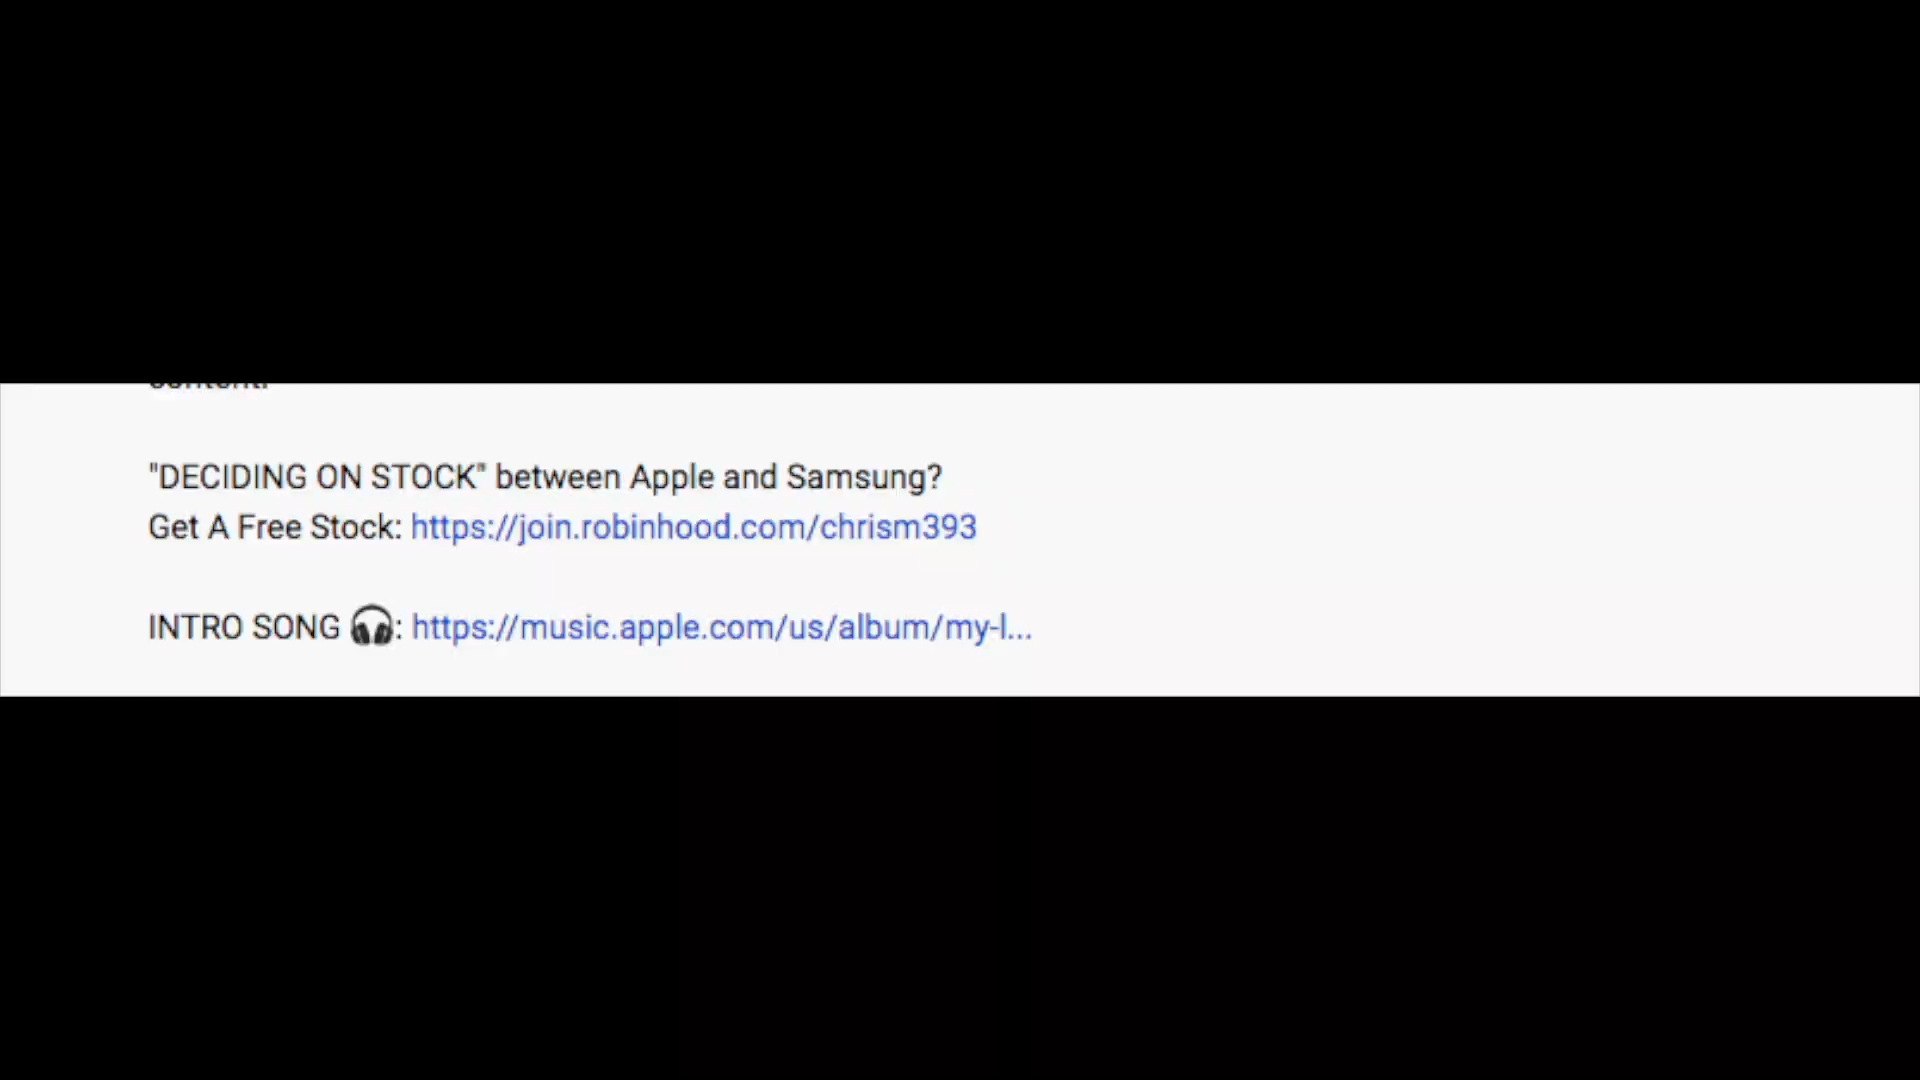 "DECIDING ON STOCK" between Apple and Samsung?
Get A Free Stock: https://join.robinhood.com/chrism393
INTRO SONG 🎧: https://music.apple.com/us/album/my-l...